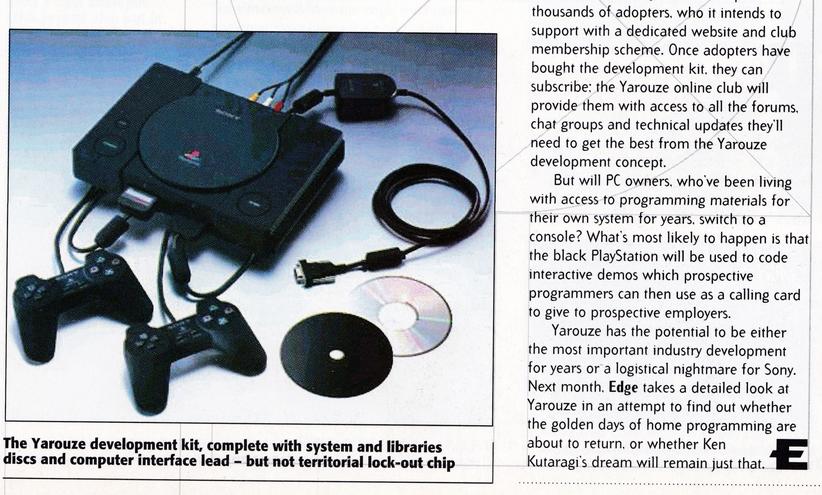 thousands of adopters, who it intends to
support with a dedicated website and club
membership scheme. Once adopters have
bought the development kit, they can
subscribe; the Yarouze online club will
provide them with access to all the forums,
chat groups and technical updates they'll
need to get the best from the Yarouze
development concept.
But will PC owners, who've been living
with access to programming materials for
their own system for years, switch to a
console? What's most likely to happen is that
the black PlayStation will be used to code
interactive demos which prospective
programmers can then use as a calling card
to give to prospective employers.
Yarouze has the potential to be either
the most important industry development
for years or a logistical nightmare for Sony.
Next month, Edge takes a detailed look at
Yarouze in an attempt to find out whether
the golden days of home programming are
about to return, or whether Ken
Kutaragi's dream will remain just that.
SONY
The Yarouze development kit, complete with system and libraries
discs and computer interface lead – but not territorial lock-out chip